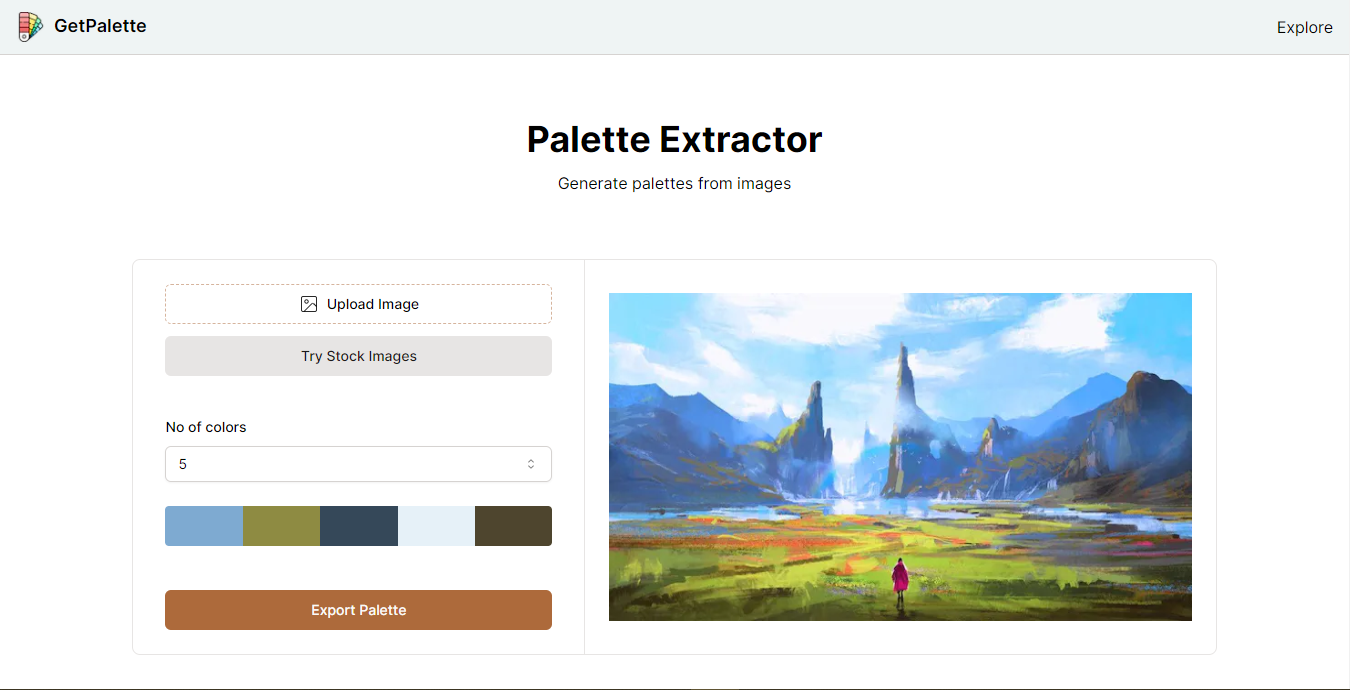 GetPalette
Explore
Palette Extractor
Generate palettes from images
Upload Image
Try Stock Images
No of colors
5
Export Palette